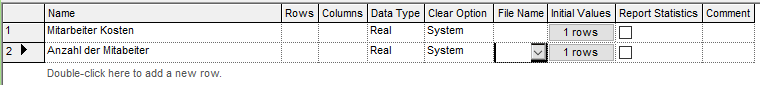 Name Rows Columns Data Type Clear Option File Name Initial Values Report Statistics Comment
1 Mitarbeiter Kosten Real System 1 rows
2 Anzahl der Mitabeiter Real System 1 rows
Double-click here to add a new row.